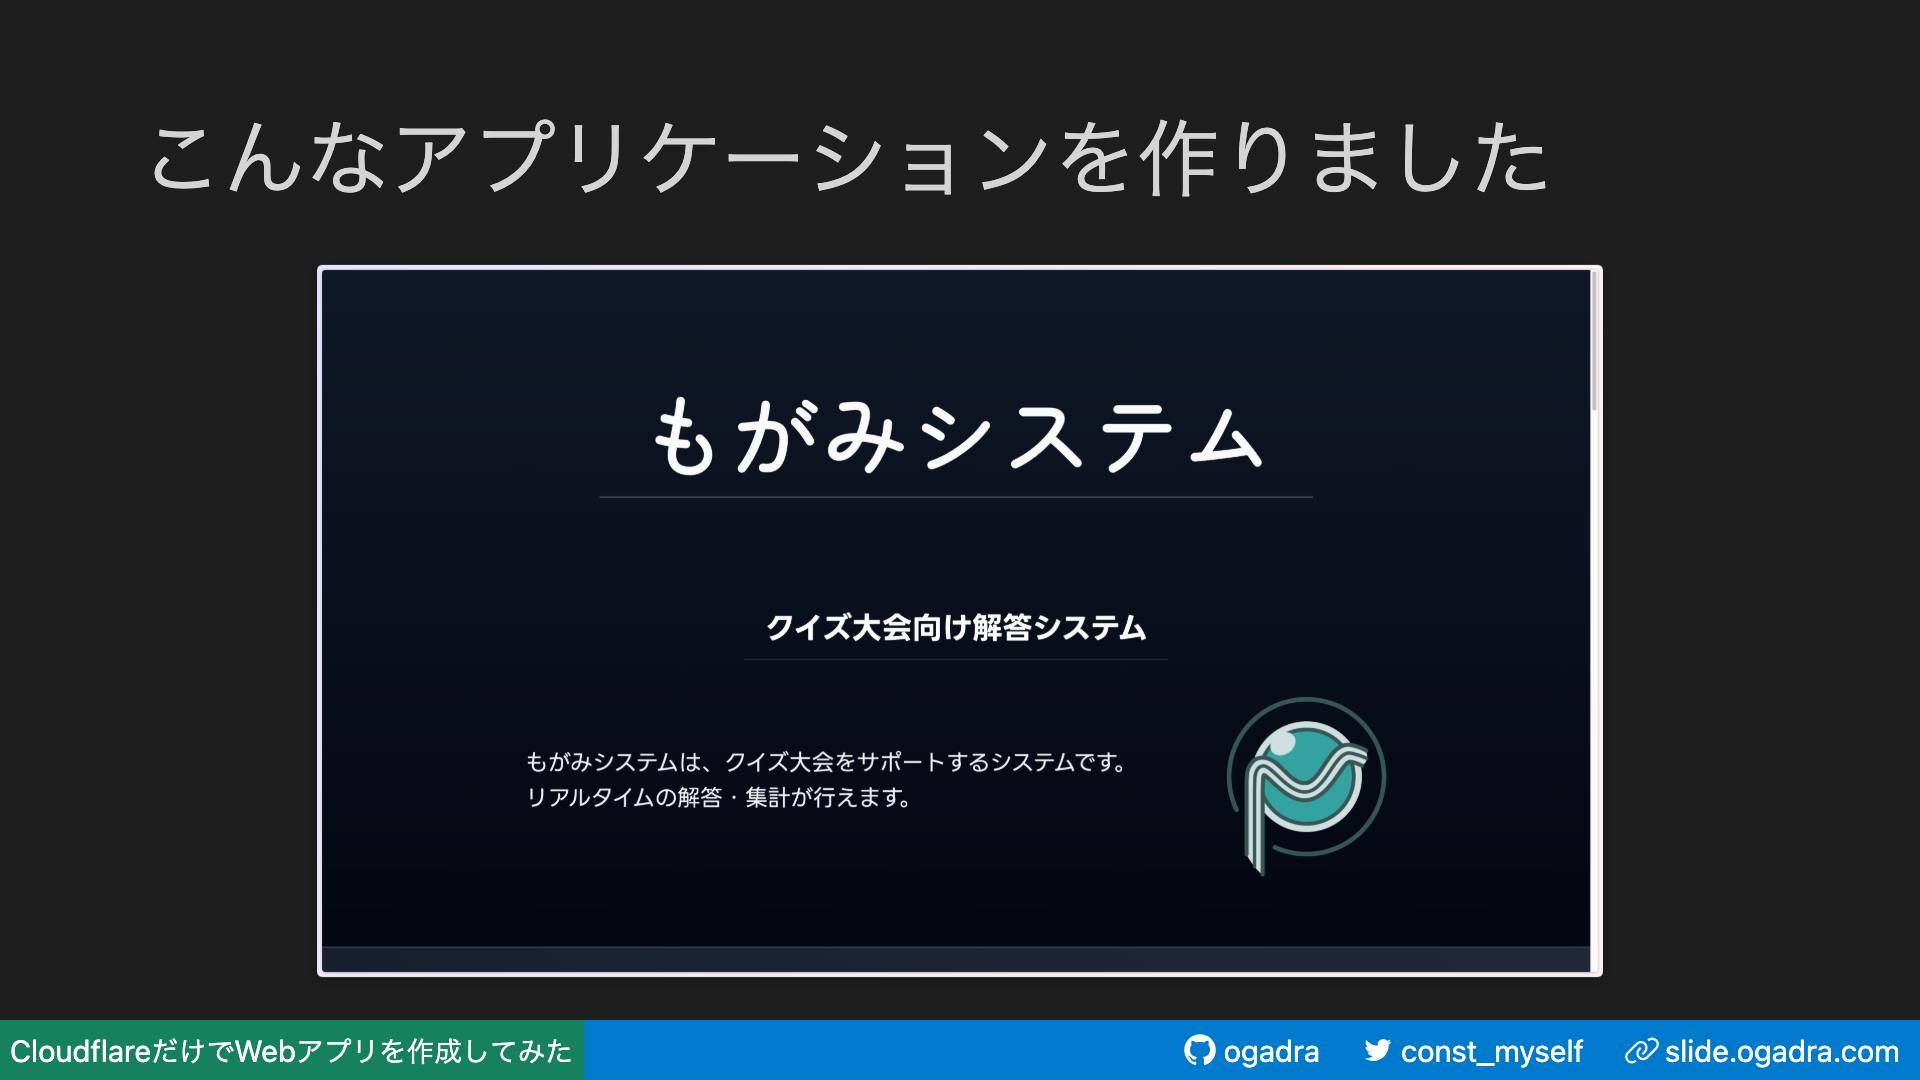 こんなアプリケーションを作りました
もがみシステム
クイズ大会向け解答システム
もがみシステムは、クイズ大会をサポートするシステムです。
リアルタイムの解答・集計が行えます。
CloudflareだけでWebアプリを作成してみた
ogadra
const_myself
slide.ogadra.com